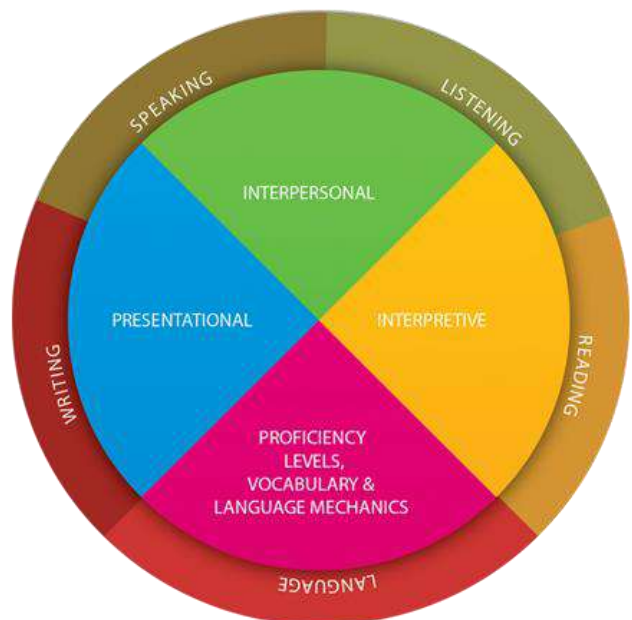 SPEAKING
LISTENING
INTERPERSONAL
PRESENTATIONAL
INTERPRETIVE
WRITING
READING
PROFICIENCY
LEVELS,
VOCABULARY &
LANGUAGE MECHANICS
LANGUAGE